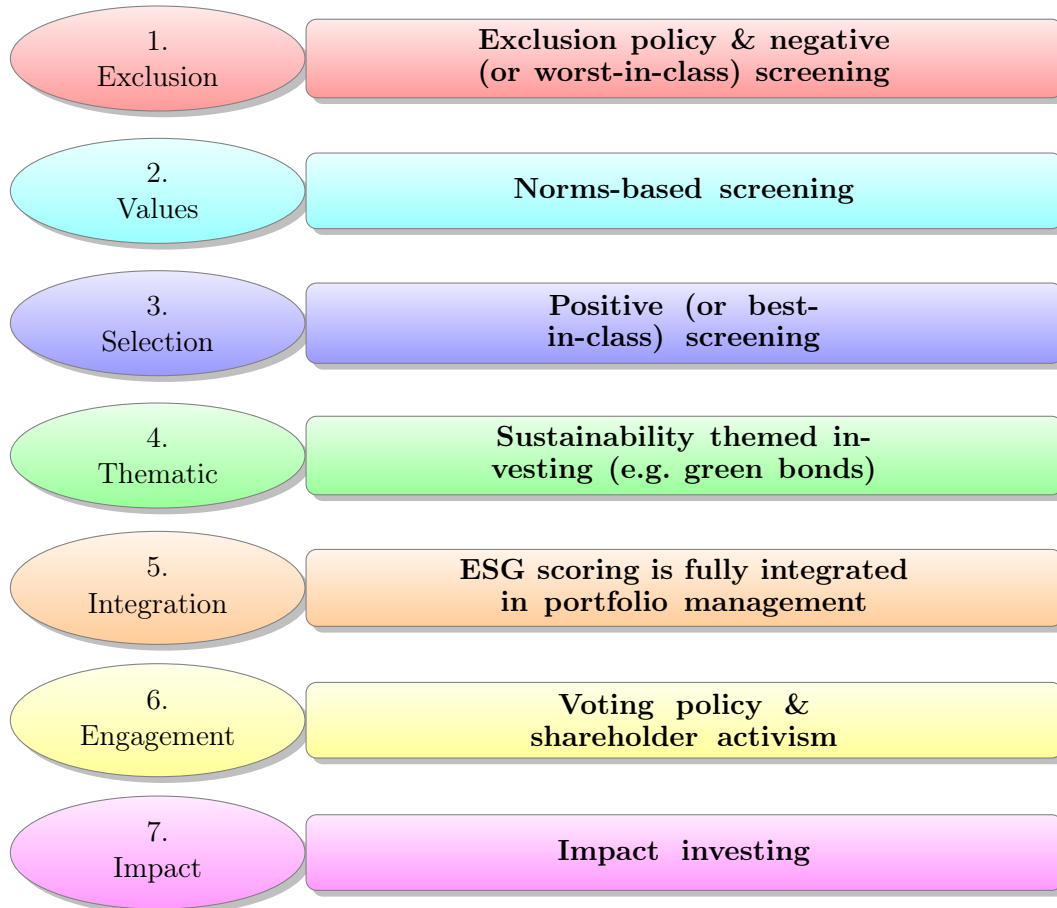 1.
Exclusion
Exclusion policy & negative
(or worst-in-class) screening
2.
Values
Norms-based screening
3.
Selection
Positive (or best-
in-class) screening
4.
Thematic
Sustainability themed in-
vesting (e.g. green bonds)
5.
Integration
ESG scoring is fully integrated
in portfolio management
6.
Engagement
Voting policy &
shareholder activism
7.
Impact
Impact investing